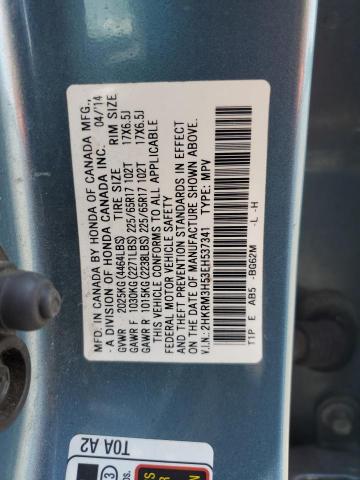 MFD. IN CANADA BY HONDA OF CANADA MFG.,
- A DIVISION OF HONDA CANADA INC. 04/14
TIRE SIZE RIM SIZE
GVWR 2025KG(4464LBS)
GAWR F 1030KG(2271LBS) 225/65R17 102T 17X6.5J
GAWR R 1015KG(2238LBS) 225/65R17 102T 17X6.5J
THIS VEHICLE CONFORMS TO ALL APPLICABLE
FEDERAL MOTOR VEHICLE SAFETY AND
THEFT PREVENTION STANDARDS IN EFFECT
ON THE DATE OF MANUFACTURE SHOWN ABOVE.
V.I.N.: 2HKRM3H53EH537341 TYPE: MPV
T1P E AB5 -BG62M -L -H
T0A A2